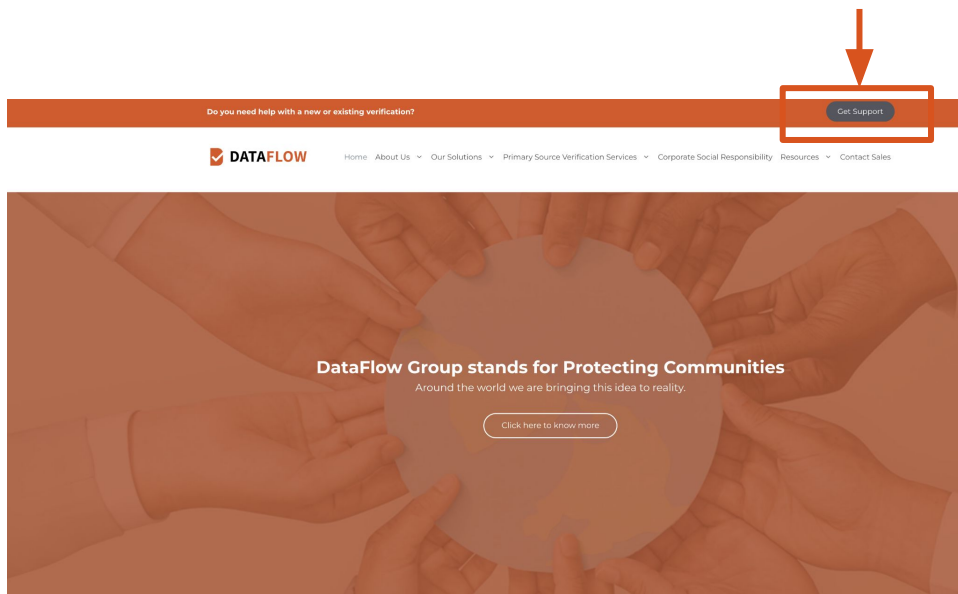 Do you need help with a new or existing verification?
Get Support
DATAFLOW
Home About Us Our Solutions Primary Source Verification Services Corporate Social Responsibility Resources Contact Sales
DataFlow Group stands for Protecting Communities
Around the world we are bringing this idea to reality.
Click here to know more